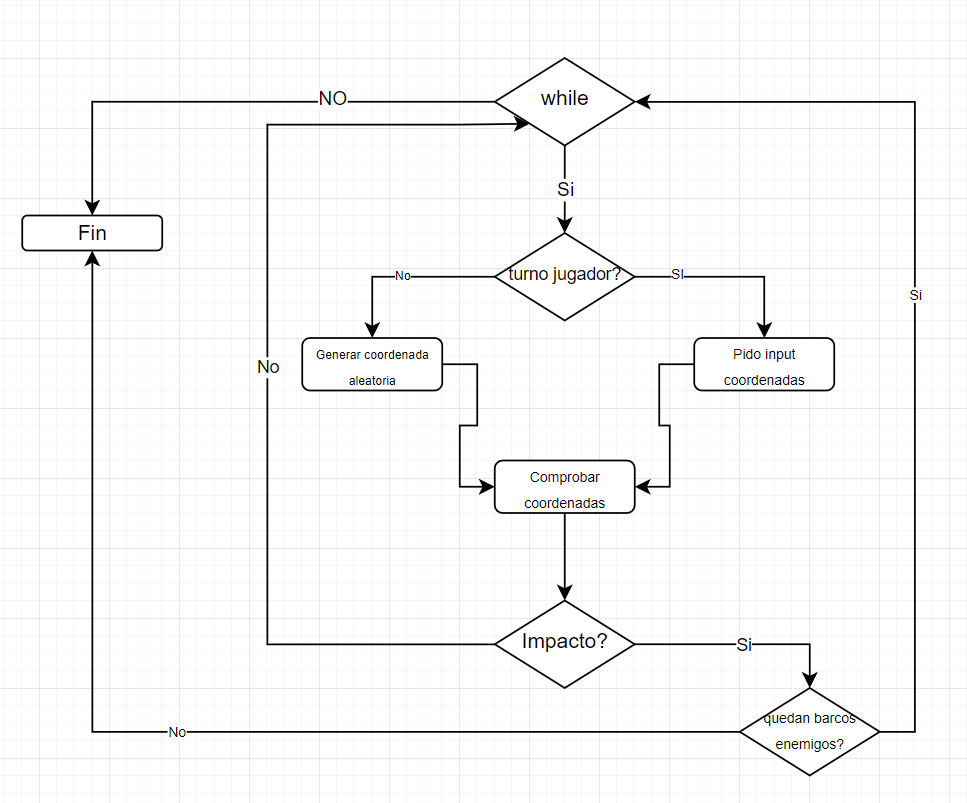 while
NO
Si
Fin
turno jugador?
No
SI
Generar coordenada
aleatoria
Pido input
coordenadas
Si
No
Comprobar
coordenadas
Impacto?
Si
quedan barcos
enemigos?
No